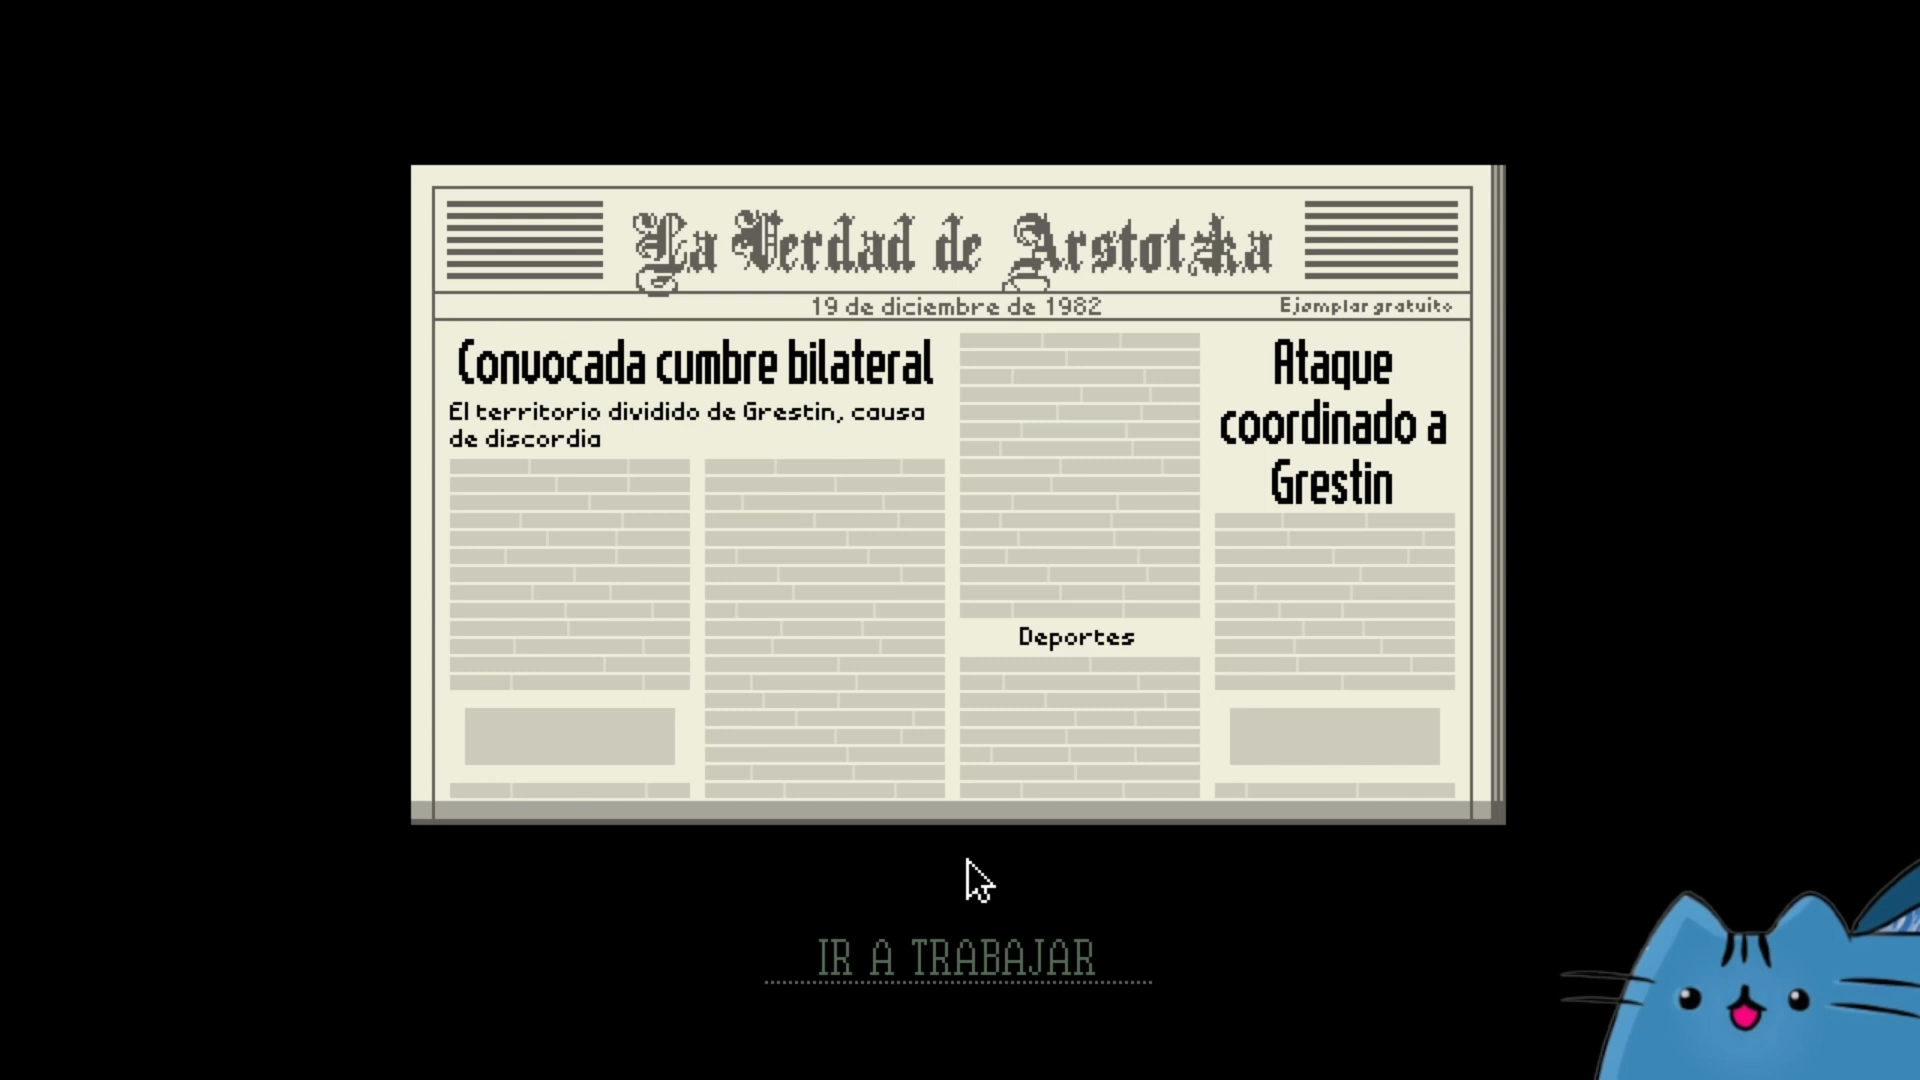 La Verdad de Arstotzka
19 de diciembre de 1982
Ejemplar gratuito
Convocada cumbre bilateral
El territorio dividido de Grestin, causa
de discordia
Deportes
Ataque
coordinado a
Grestin
IR A TRABAJAR